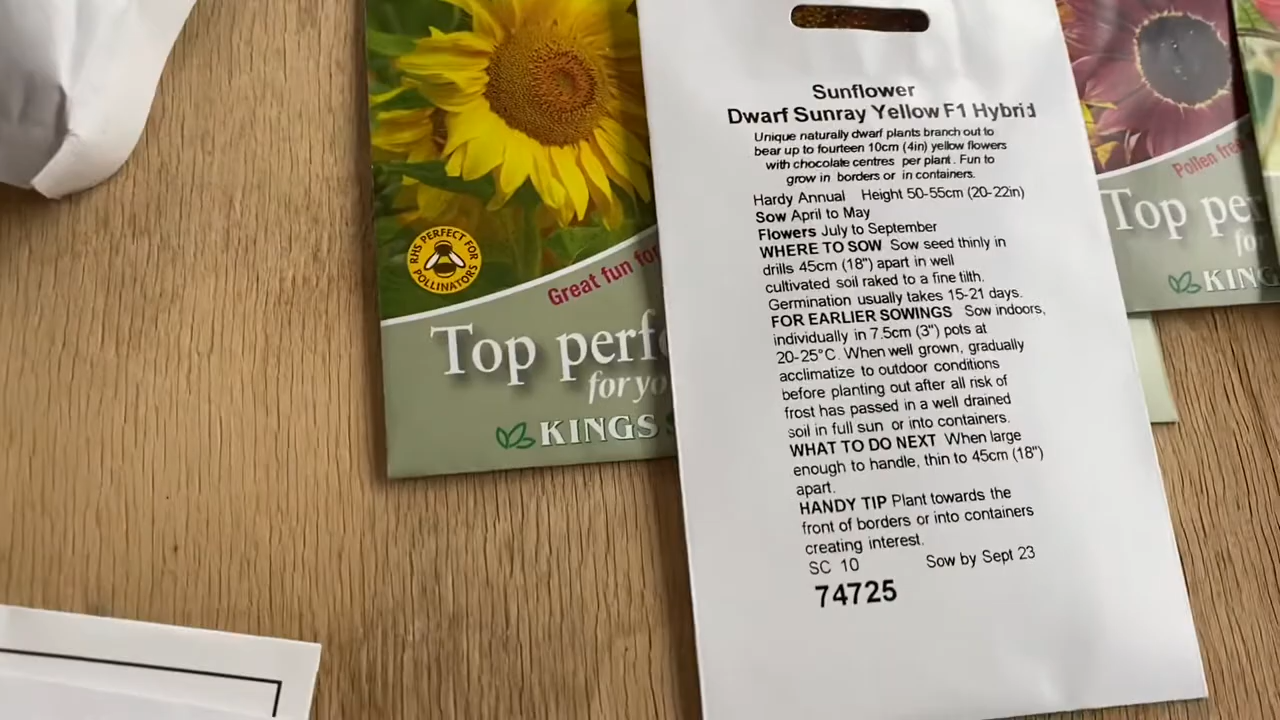 RHS PERFECT FOR
POLLINATORS
Great fun for
Top perf
for yo
KINGS
Sunflower
Dwarf Sunray Yellow F1 Hybrid
Unique naturally dwarf plants branch out to
bear up to fourteen 10cm (4in) yellow flowers
with chocolate centres per plant. Fun to
grow in borders or in containers.
Hardy Annual Height 50-55cm (20-22in)
Sow April to May
Flowers July to September
WHERE TO SOW Sow seed thinly in
drills 45cm (18") apart in well
cultivated soil raked to a fine tilth.
Germination usually takes 15-21 days.
FOR EARLIER SOWINGS Sow indoors,
individually in 7.5cm (3") pots at
20-25°C. When well grown, gradually
acclimatize to outdoor conditions
before planting out after all risk of
frost has passed in a well drained
soil in full sun or into containers.
WHAT TO DO NEXT When large
enough to handle, thin to 45cm (18")
apart.
HANDY TIP Plant towards the
front of borders or into containers
creating interest.
SC 10 Sow by Sept 23
74725
Pollen free
Top pe
for
KING